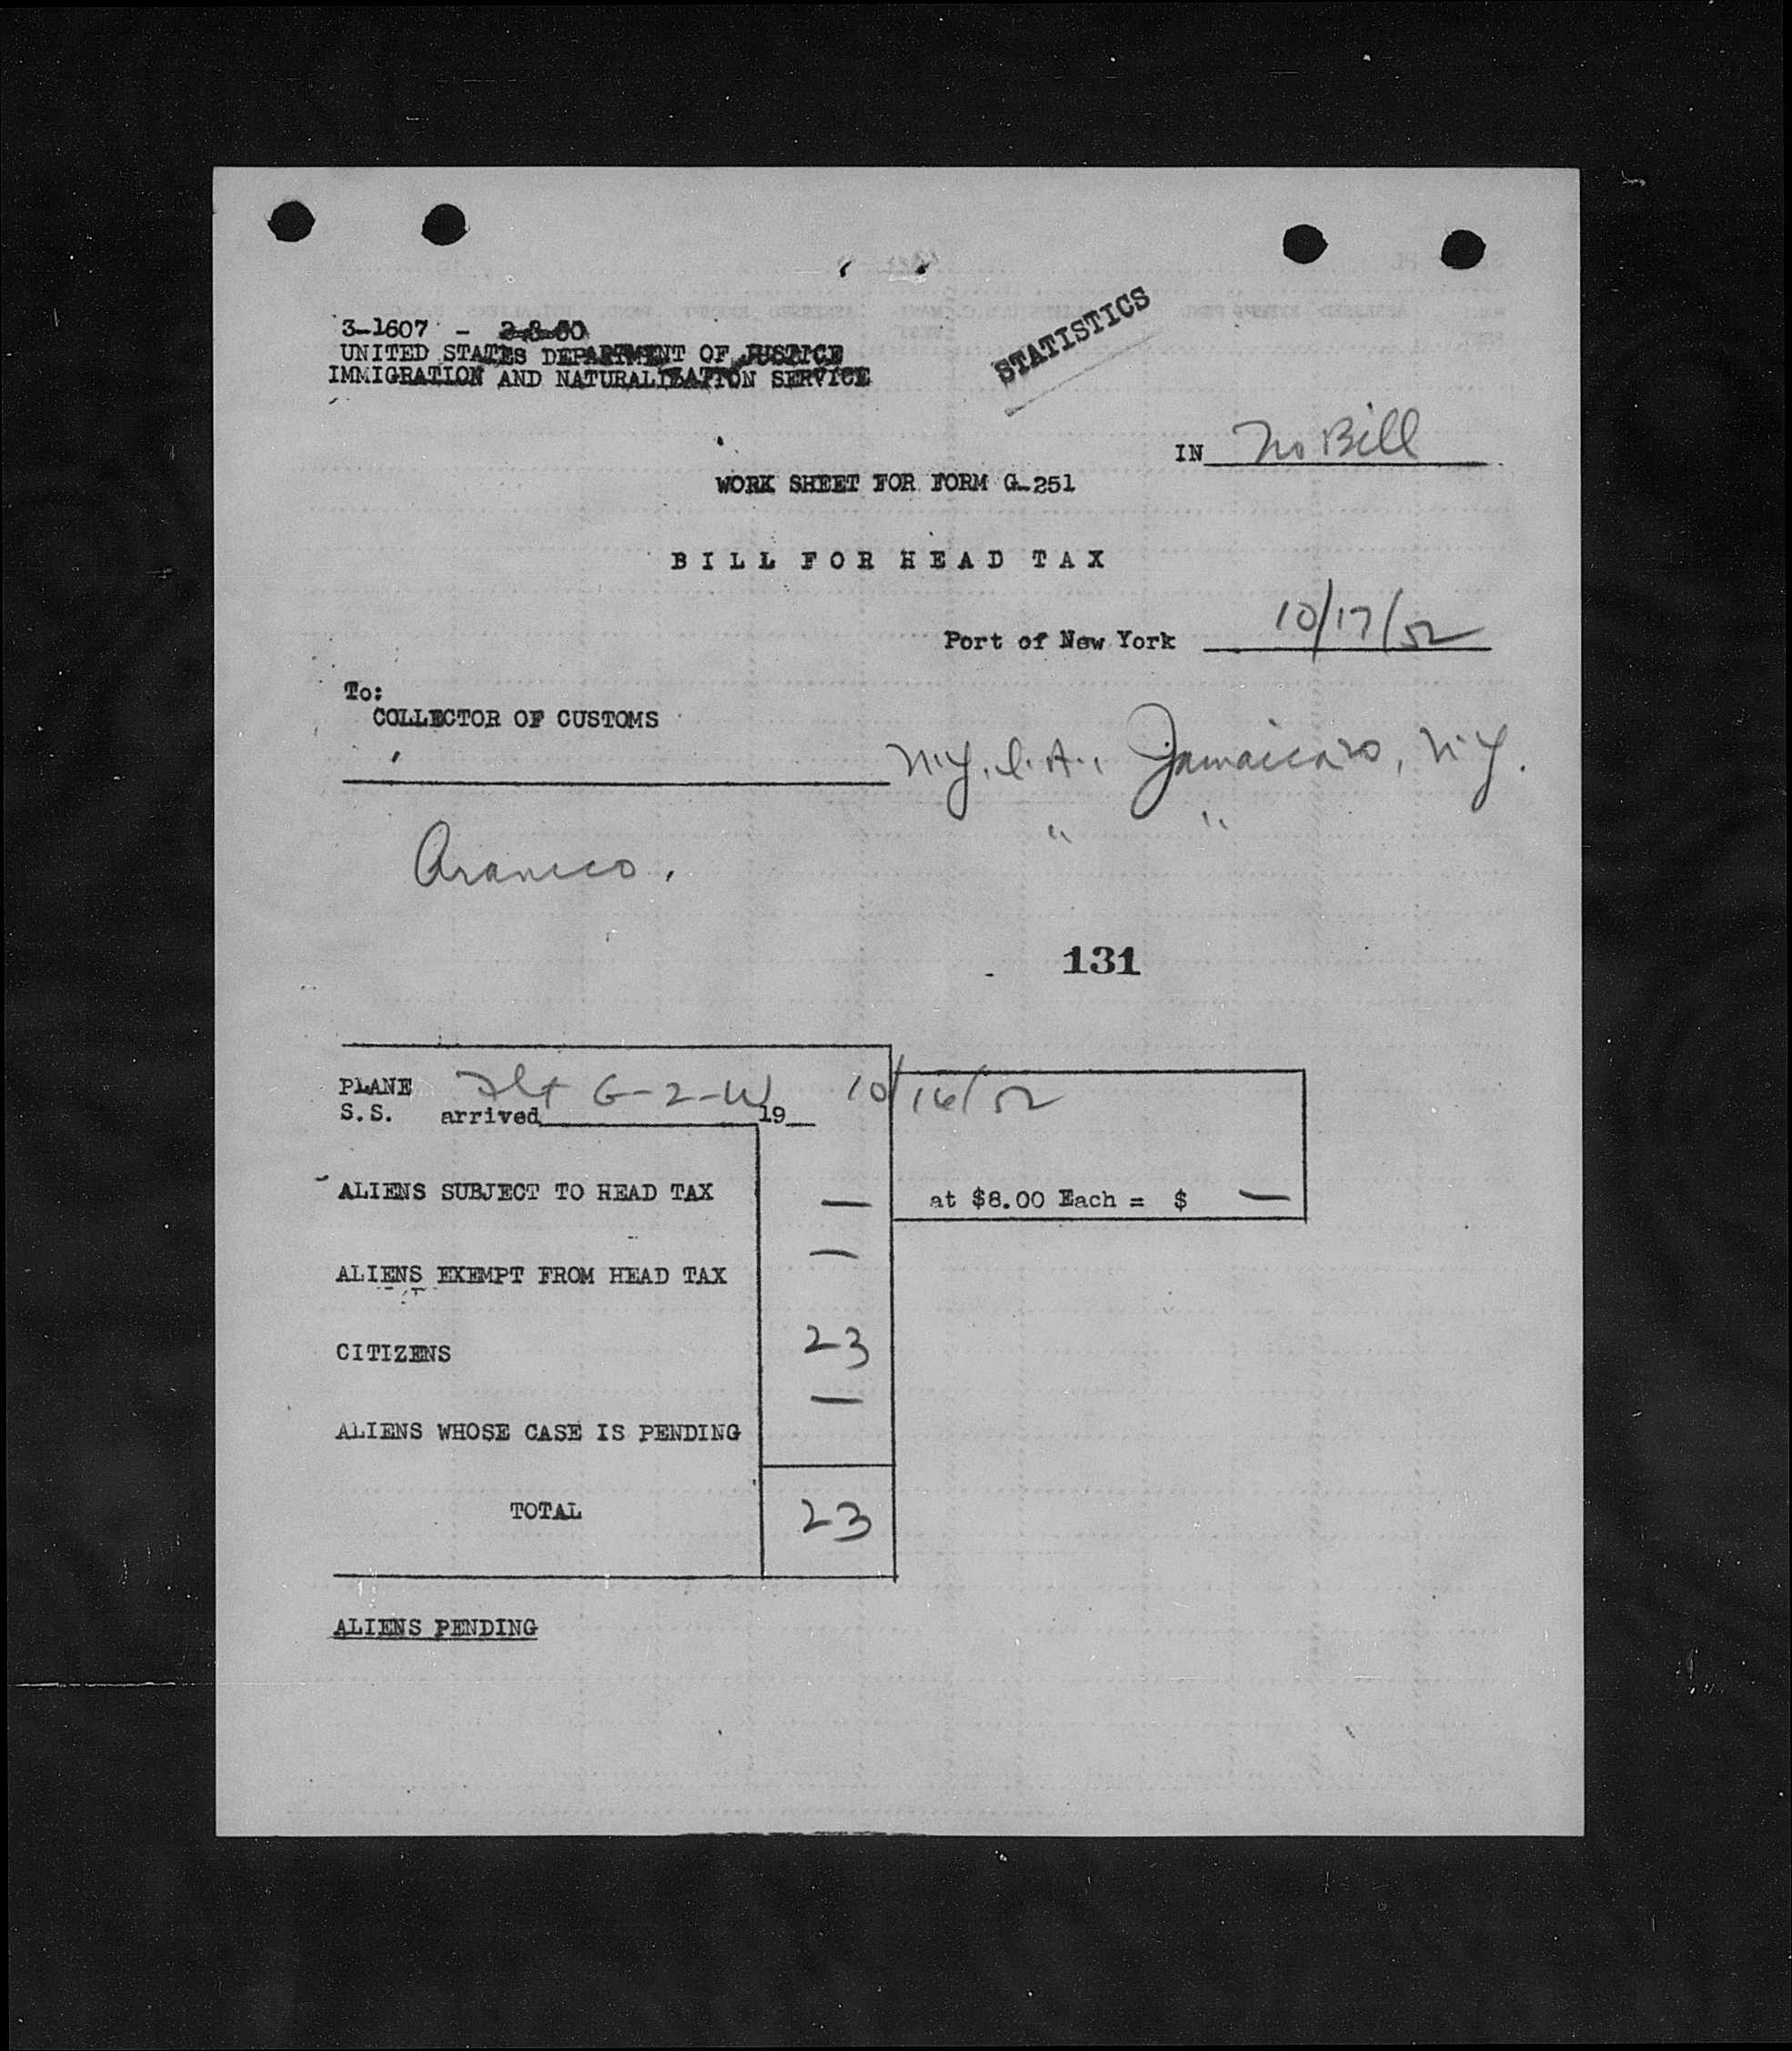 3-1607 -
UNITED STATES DEPARTMENT OF JUSTICE
IMMIGRATION AND NATURALIZATION SERVICE
STATISTICS
IN No Bill
WORK SHEET FOR FORM G-251
BILL FOR HEAD TAX
Port of New York 10/17/52
To:
COLLECTOR OF CUSTOMS
N.Y.I.A., Jamaica, N.Y.
" "
Aramco.
131
PLANE Flt G-2-W 10/16/52
S.S. arrived 19
ALIENS SUBJECT TO HEAD TAX — at $8.00 Each = $ —
ALIENS EXEMPT FROM HEAD TAX —
CITIZENS 23
ALIENS WHOSE CASE IS PENDING —
TOTAL 23
ALIENS PENDING